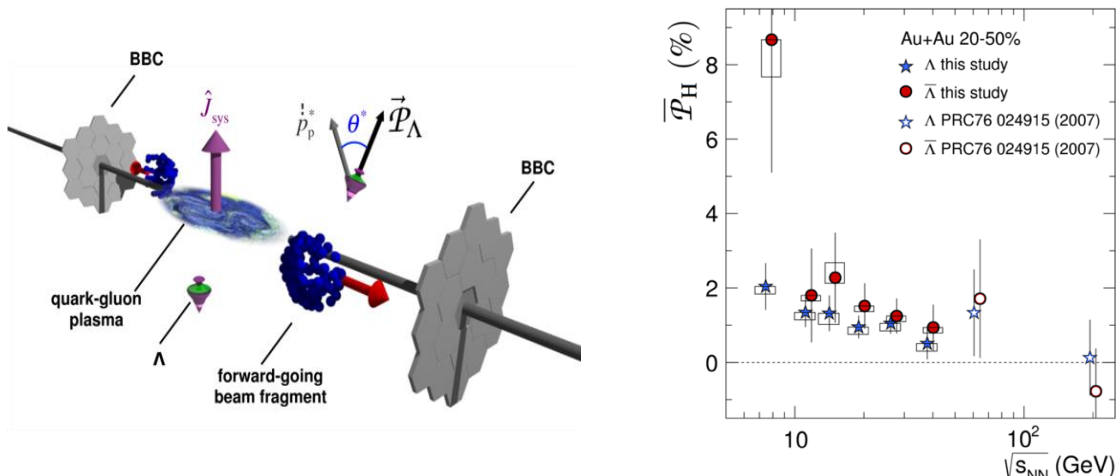 BBC
Ĵsys
p*p
θ*
𝒫Λ
BBC
quark-gluon
plasma
Λ
forward-going
beam fragment
P̅H (%)
Au+Au 20-50%
Λ this study
Λ̅ this study
Λ PRC76 024915 (2007)
Λ̅ PRC76 024915 (2007)
8
6
4
2
0
10
10²
√sNN (GeV)